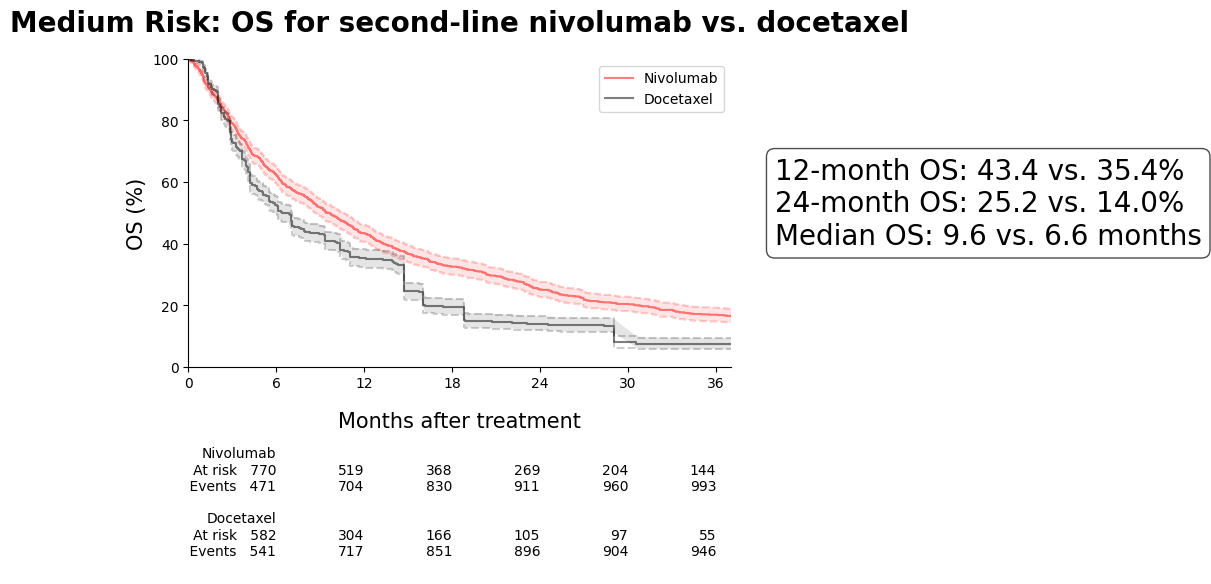 Medium Risk: OS for second-line nivolumab vs. docetaxel
100
80
60
40
20
0
OS (%)
Nivolumab
Docetaxel
12-month OS: 43.4 vs. 35.4%
24-month OS: 25.2 vs. 14.0%
Median OS: 9.6 vs. 6.6 months
0 6 12 18 24 30 36
Months after treatment
Nivolumab
At risk 770 519 368 269 204 144
Events 471 704 830 911 960 993
Docetaxel
At risk 582 304 166 105 97 55
Events 541 717 851 896 904 946